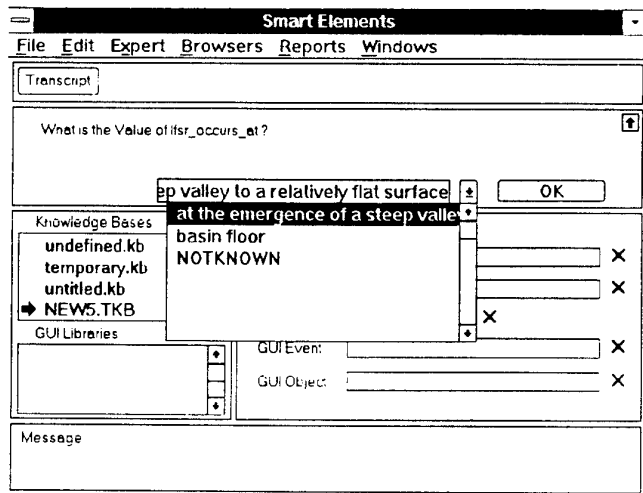 Smart Elements
File Edit Expert Browsers Reports Windows
Transcript
What is the Value of lfsr_occurs_at ?
ep valley to a relatively flat surface
OK
at the emergence of a steep valley
basin floor
NOTKNOWN
Knowledge Bases
undefined.kb
temporary.kb
untitled.kb
NEW5.TKB
GUI Libraries
GUI Event:
GUI Object:
Message